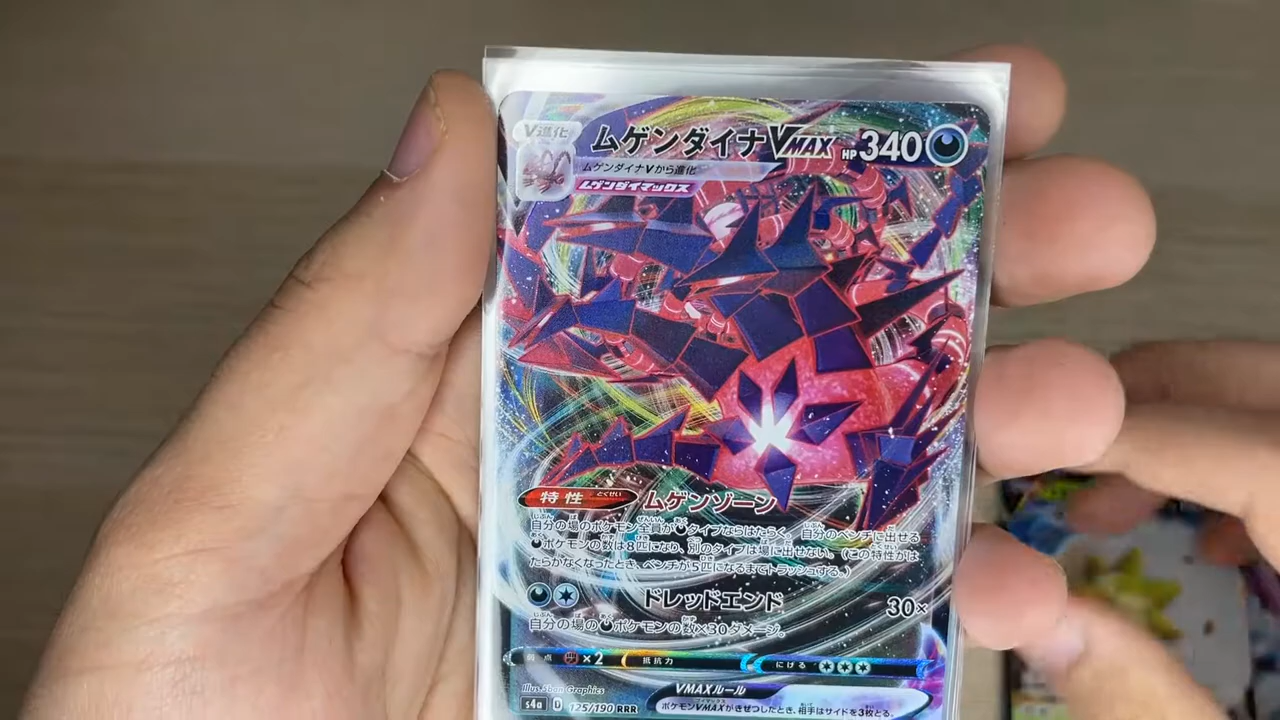 V進化
ムゲンダイナVMAX HP340
ムゲンダイナVから進化
ムゲンダイマックス
特性 とくせい ムゲンゾーン
自分の場のポケモン全員がタイプならはたらく。自分のベンチに出せる
ポケモンの数は8匹になり、別のタイプは場に出せない。(この特性がは
たらかなくなったとき、ベンチが5匹になるまでトラッシュする。)
ドレッドエンド 30×
自分の場のポケモンの数×30ダメージ。
弱点 ×2 抵抗力 にげる
Illus. 5ban Graphics
VMAXルール
s4a D 125/190 RRR
ポケモンVMAXがきぜつしたとき、相手はサイドを3枚とる。